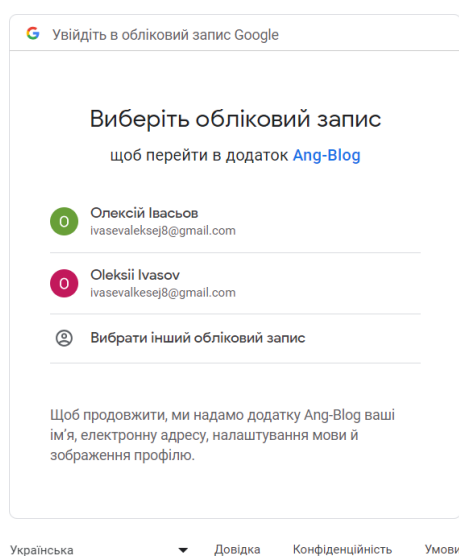 Увійдіть в обліковий запис Google
Виберіть обліковий запис
щоб перейти в додаток Ang-Blog
О
Олексій Івасьов
ivasevaleksej8@gmail.com
O
Oleksii Ivasov
ivasevalkesej8@gmail.com
Вибрати інший обліковий запис
Щоб продовжити, ми надамо додатку Ang-Blog ваші
ім’я, електронну адресу, налаштування мови й
зображення профілю.
Українська Довідка Конфіденційність Умови